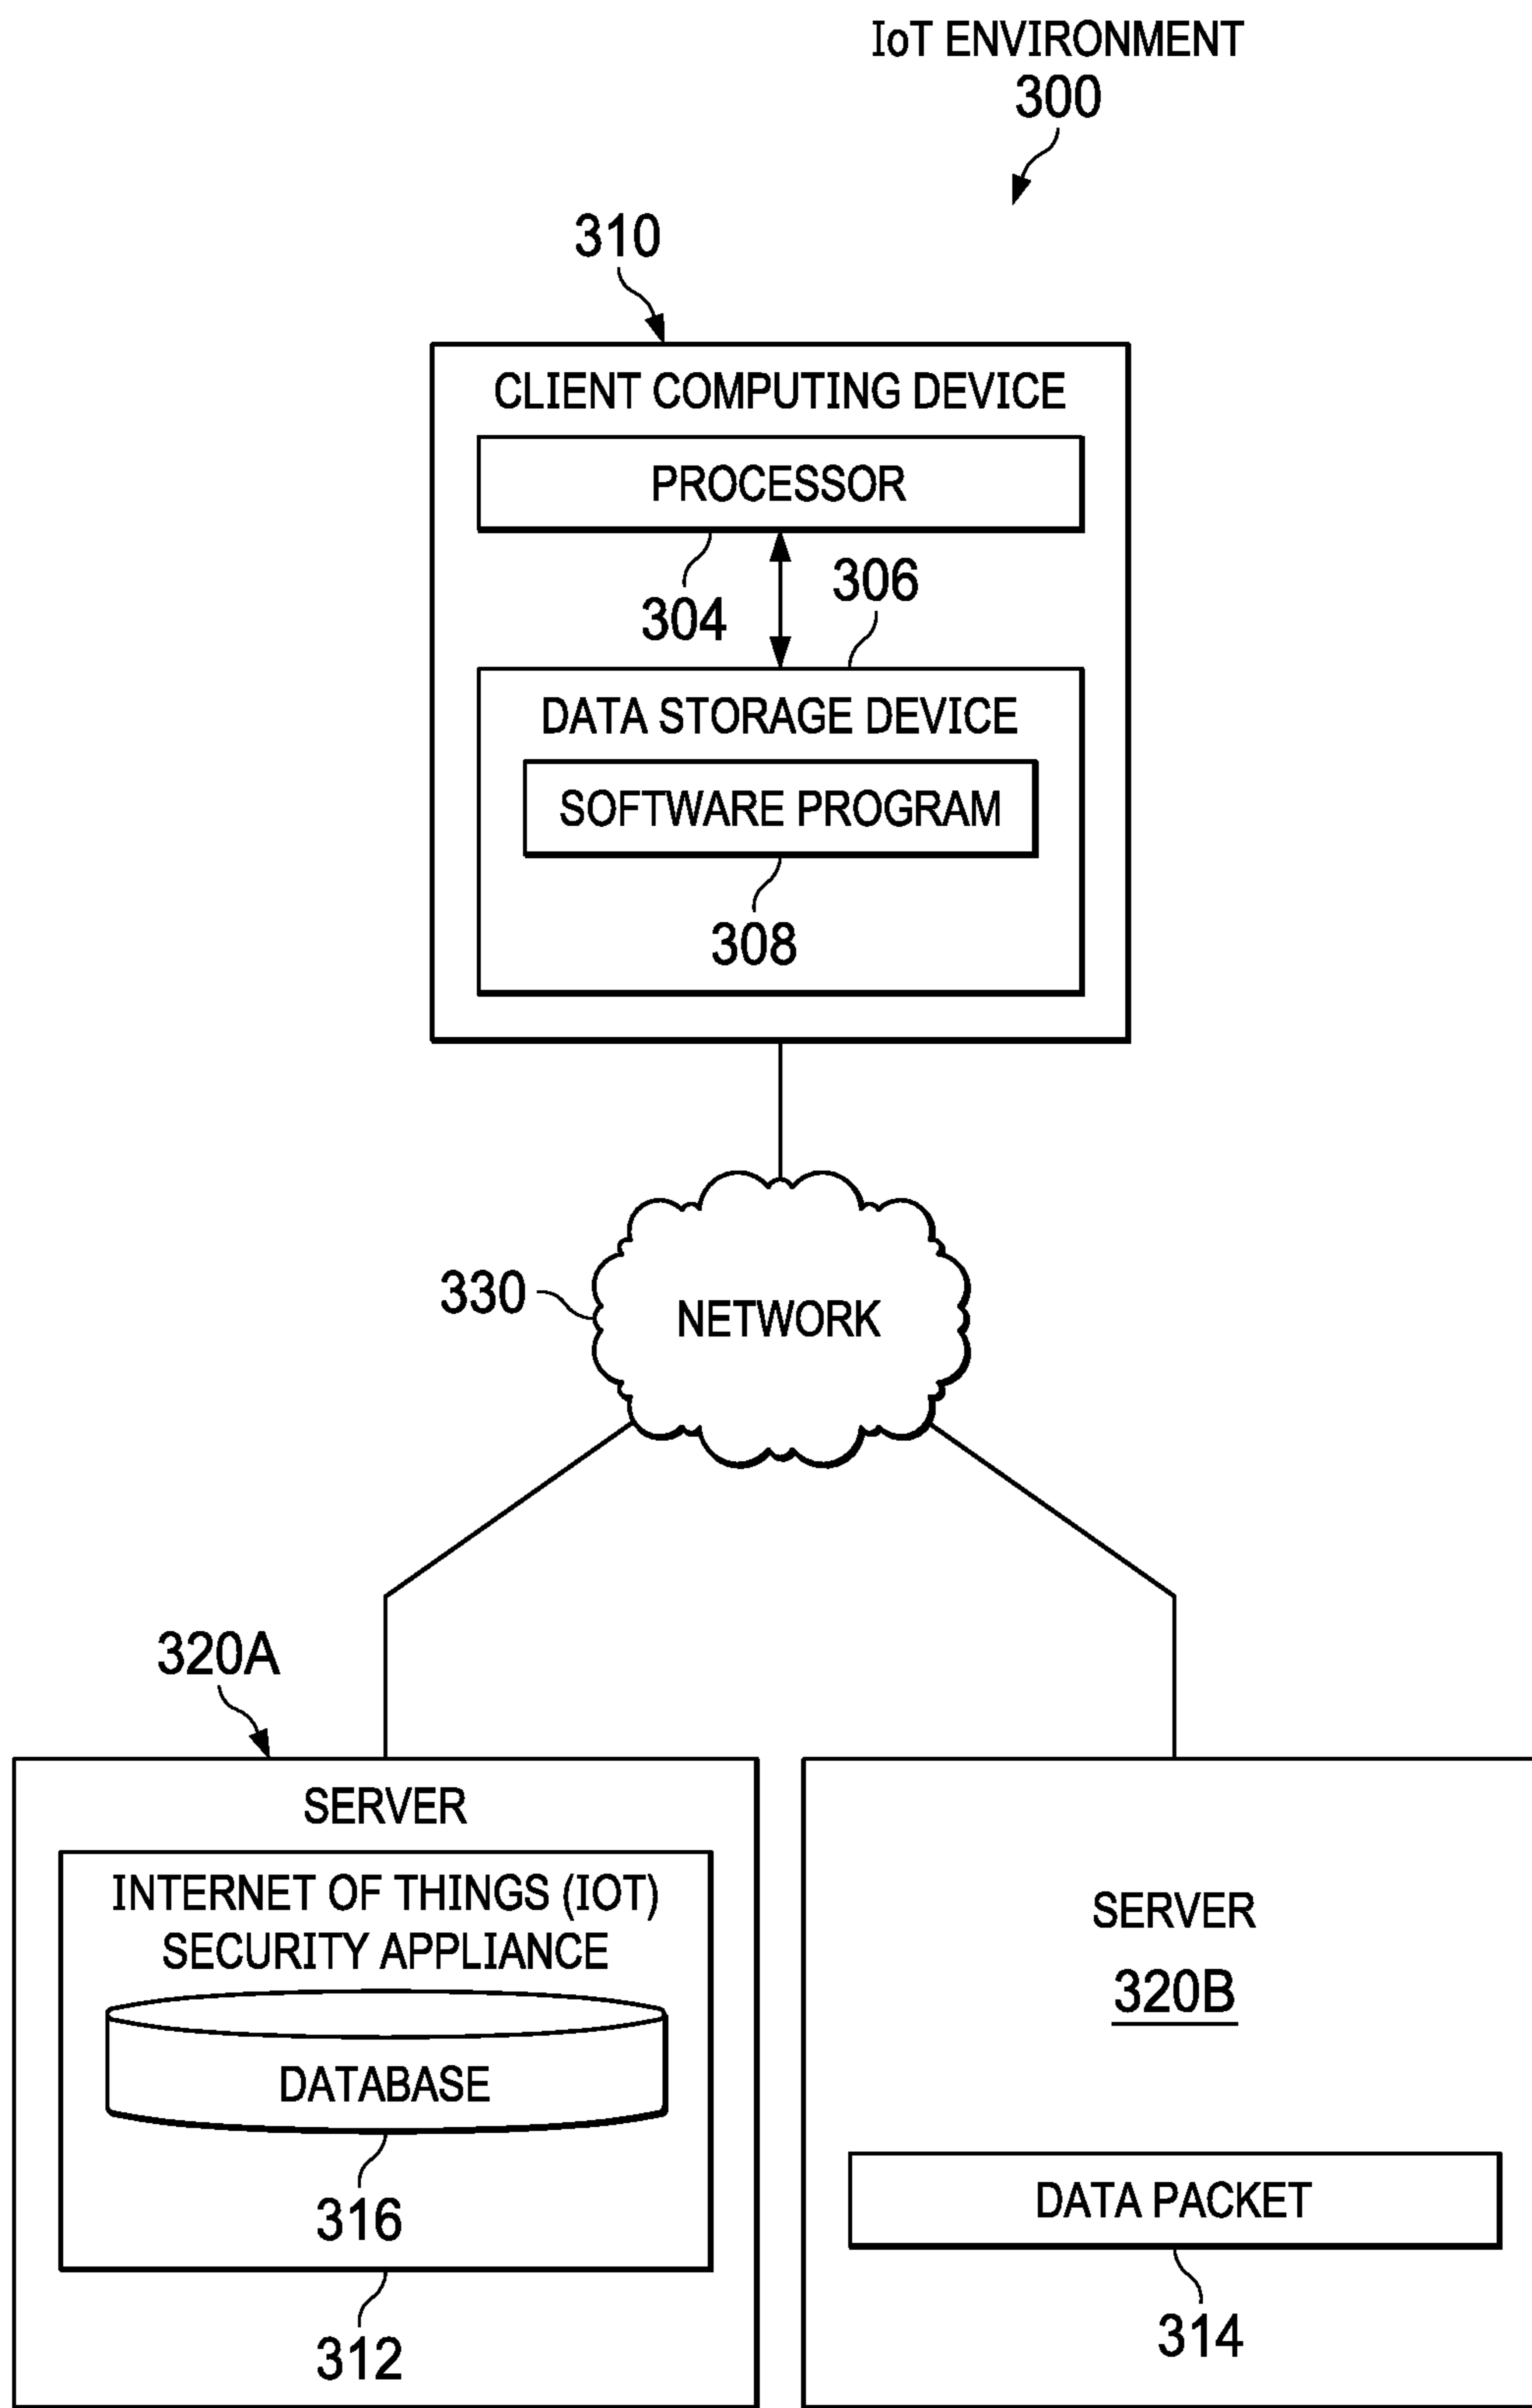 IoT ENVIRONMENT
300
310
CLIENT COMPUTING DEVICE
PROCESSOR
304
306
DATA STORAGE DEVICE
SOFTWARE PROGRAM
308
330
NETWORK
320A
SERVER
INTERNET OF THINGS (IOT)
SECURITY APPLIANCE
DATABASE
316
312
SERVER
320B
DATA PACKET
314